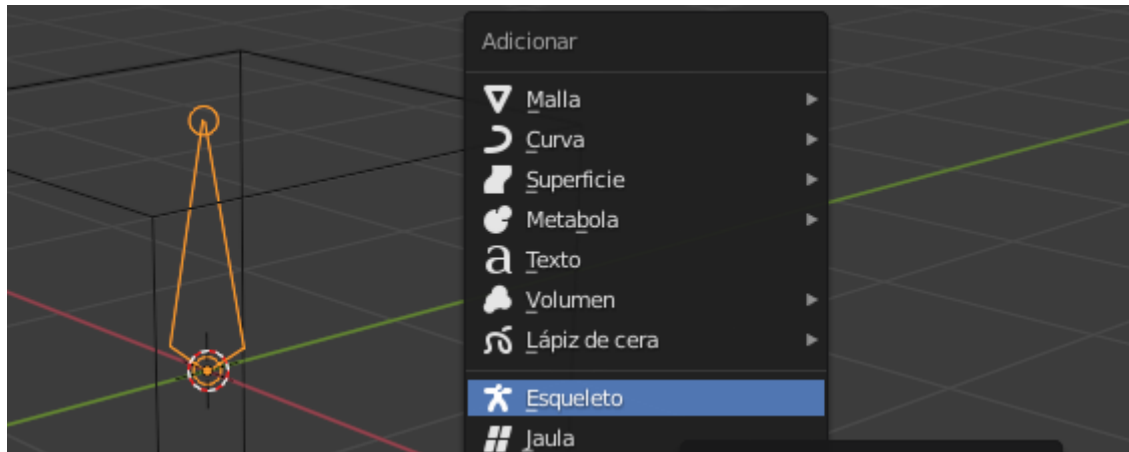 Adicionar
Malla
Curva
Superficie
Metabola
Texto
Volumen
Lápiz de cera
Esqueleto
Jaula